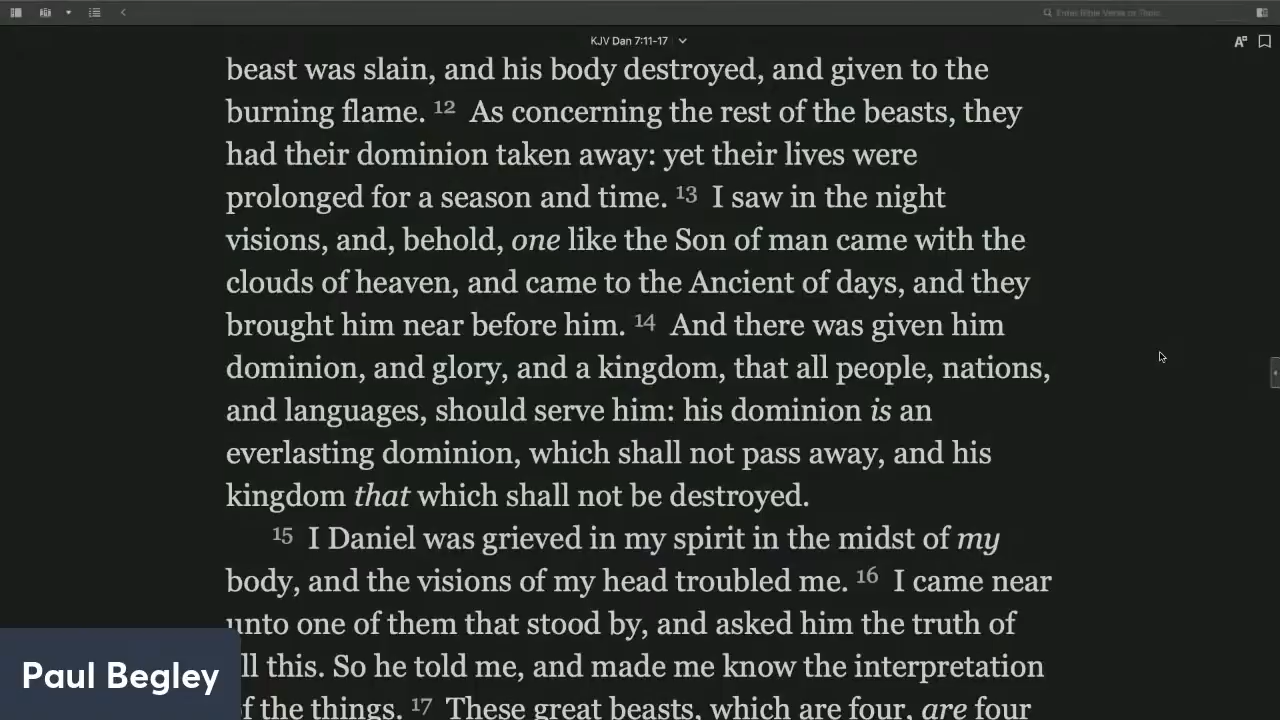 Enter Bible Verse or Topic
KJV Dan 7:11-17
beast was slain, and his body destroyed, and given to the
burning flame. 12 As concerning the rest of the beasts, they
had their dominion taken away: yet their lives were
prolonged for a season and time. 13 I saw in the night
visions, and, behold, one like the Son of man came with the
clouds of heaven, and came to the Ancient of days, and they
brought him near before him. 14 And there was given him
dominion, and glory, and a kingdom, that all people, nations,
and languages, should serve him: his dominion is an
everlasting dominion, which shall not pass away, and his
kingdom that which shall not be destroyed.
15 I Daniel was grieved in my spirit in the midst of my
body, and the visions of my head troubled me. 16 I came near
unto one of them that stood by, and asked him the truth of
ll this. So he told me, and made me know the interpretation
f the things. 17 These great beasts, which are four, are four
Paul Begley